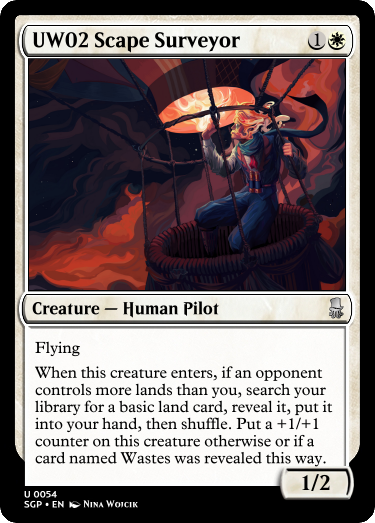 UW02 Scape Surveyor 1
Creature — Human Pilot
Flying
When this creature enters, if an opponent
controls more lands than you, search your
library for a basic land card, reveal it, put it
into your hand, then shuffle. Put a +1/+1
counter on this creature otherwise or if a
card named Wastes was revealed this way.
1/2
U 0054
SGP • EN Nina Wojcik